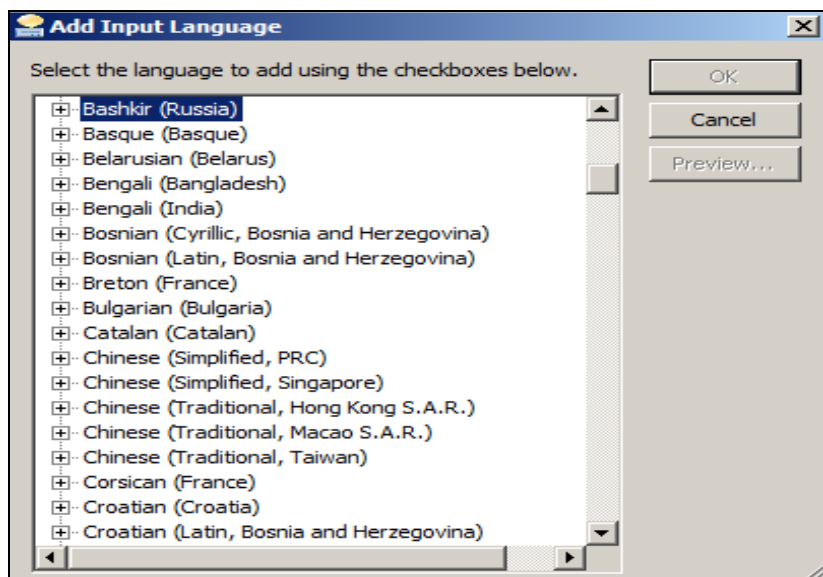 Add Input Language
Select the language to add using the checkboxes below.
OK
Cancel
Preview...
Bashkir (Russia)
Basque (Basque)
Belarusian (Belarus)
Bengali (Bangladesh)
Bengali (India)
Bosnian (Cyrillic, Bosnia and Herzegovina)
Bosnian (Latin, Bosnia and Herzegovina)
Breton (France)
Bulgarian (Bulgaria)
Catalan (Catalan)
Chinese (Simplified, PRC)
Chinese (Simplified, Singapore)
Chinese (Traditional, Hong Kong S.A.R.)
Chinese (Traditional, Macao S.A.R.)
Chinese (Traditional, Taiwan)
Corsican (France)
Croatian (Croatia)
Croatian (Latin, Bosnia and Herzegovina)